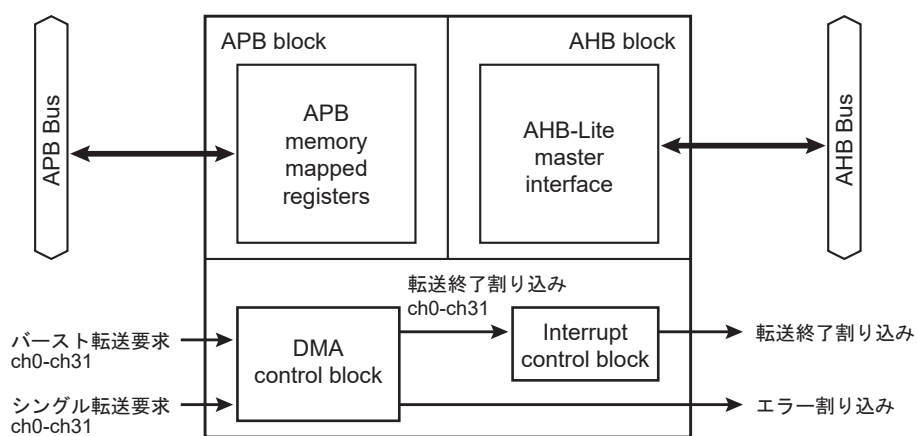 APB block
AHB block
APB Bus
APB
memory
mapped
registers
AHB-Lite
master
interface
AHB Bus
転送終了割り込み
ch0-ch31
バースト転送要求
ch0-ch31
DMA
control block
Interrupt
control block
転送終了割り込み
シングル転送要求
ch0-ch31
エラー割り込み